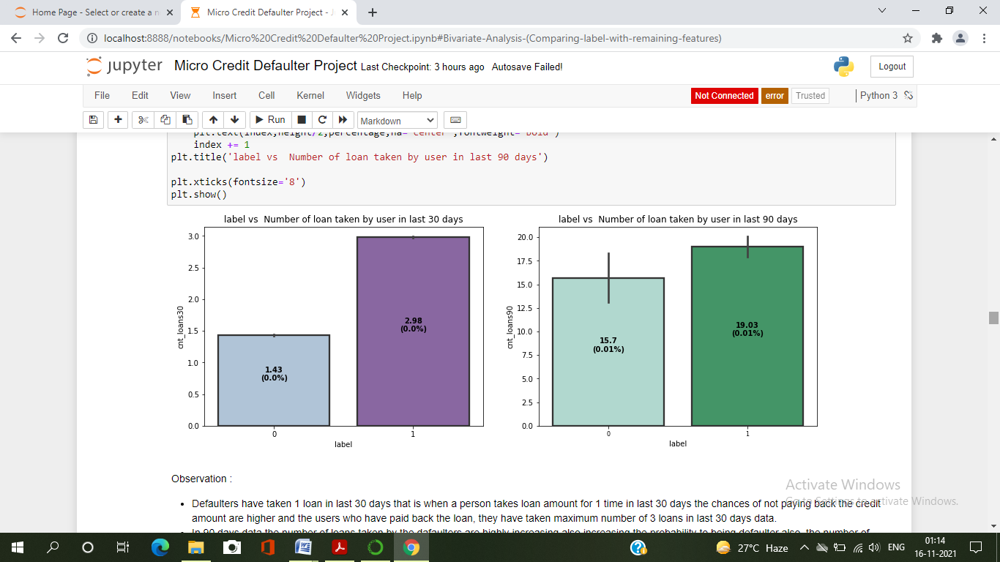 Home Page - Select or create a n
Micro Credit Defaulter Project - J
localhost:8888/notebooks/Micro%20Credit%20Defaulter%20Project.ipynb#Bivariate-Analysis-(Comparing-label-with-remaining-features)
jupyter Micro Credit Defaulter Project Last Checkpoint: 3 hours ago Autosave Failed!
Logout
File Edit View Insert Cell Kernel Widgets Help
Not Connected error Trusted Python 3
Run Markdown
plt.text(index,height/2,percentage,ha='center',fontweight='bold')
index += 1
plt.title('label vs  Number of loan taken by user in last 90 days')
plt.xticks(fontsize='8')
plt.show()
label vs  Number of loan taken by user in last 30 days
3.0
2.5
2.0
1.5
1.0
0.5
0.0
cnt_loans30
1.43
(0.0%)
2.98
(0.0%)
0 1
label
label vs  Number of loan taken by user in last 90 days
20.0
17.5
15.0
12.5
10.0
7.5
5.0
2.5
0.0
cnt_loans90
15.7
(0.01%)
19.03
(0.01%)
0 1
label
Observation :
• Defaulters have taken 1 loan in last 30 days that is when a person takes loan amount for 1 time in last 30 days the chances of not paying back the credit
amount are higher and the users who have paid back the loan, they have taken maximum number of 3 loans in last 30 days data.
• In 90 days data the number of loans taken by the dafaulters are highly increasing also increasing the probability to being defaulter also, the number of
Activate Windows
Go to Settings to activate Windows.
27°C Haze
ENG
01:14
16-11-2021